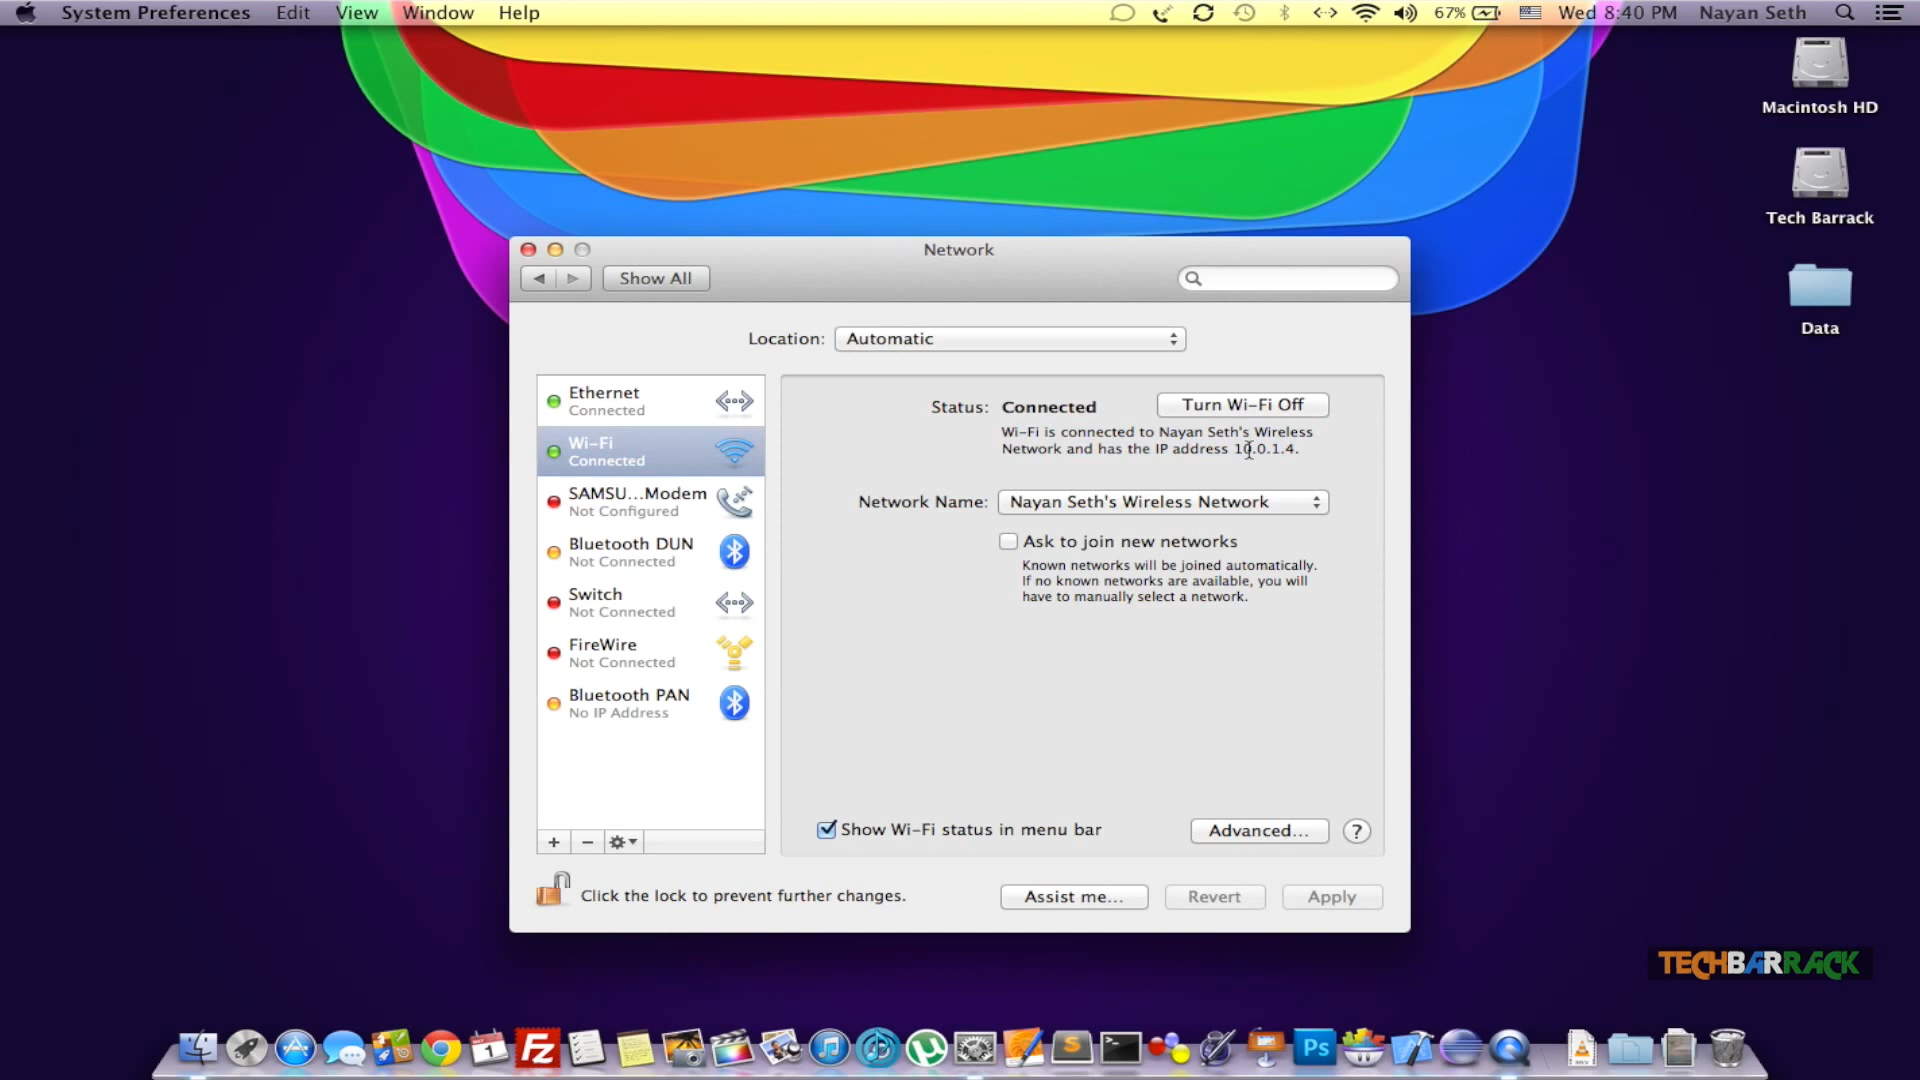 System Preferences Edit View Window Help
67% Wed 8:40 PM Nayan Seth
Macintosh HD
Tech Barrack
Data
Network
Show All
Location: Automatic
Ethernet
Connected
Wi-Fi
Connected
SAMSU...Modem
Not Configured
Bluetooth DUN
Not Connected
Switch
Not Connected
FireWire
Not Connected
Bluetooth PAN
No IP Address
Status: Connected Turn Wi-Fi Off
Wi-Fi is connected to Nayan Seth's Wireless
Network and has the IP address 10.0.1.4.
Network Name: Nayan Seth's Wireless Network
Ask to join new networks
Known networks will be joined automatically.
If no known networks are available, you will
have to manually select a network.
Show Wi-Fi status in menu bar Advanced... ?
Click the lock to prevent further changes. Assist me... Revert Apply
TECHBARRACK
1
Fz
S
Ps